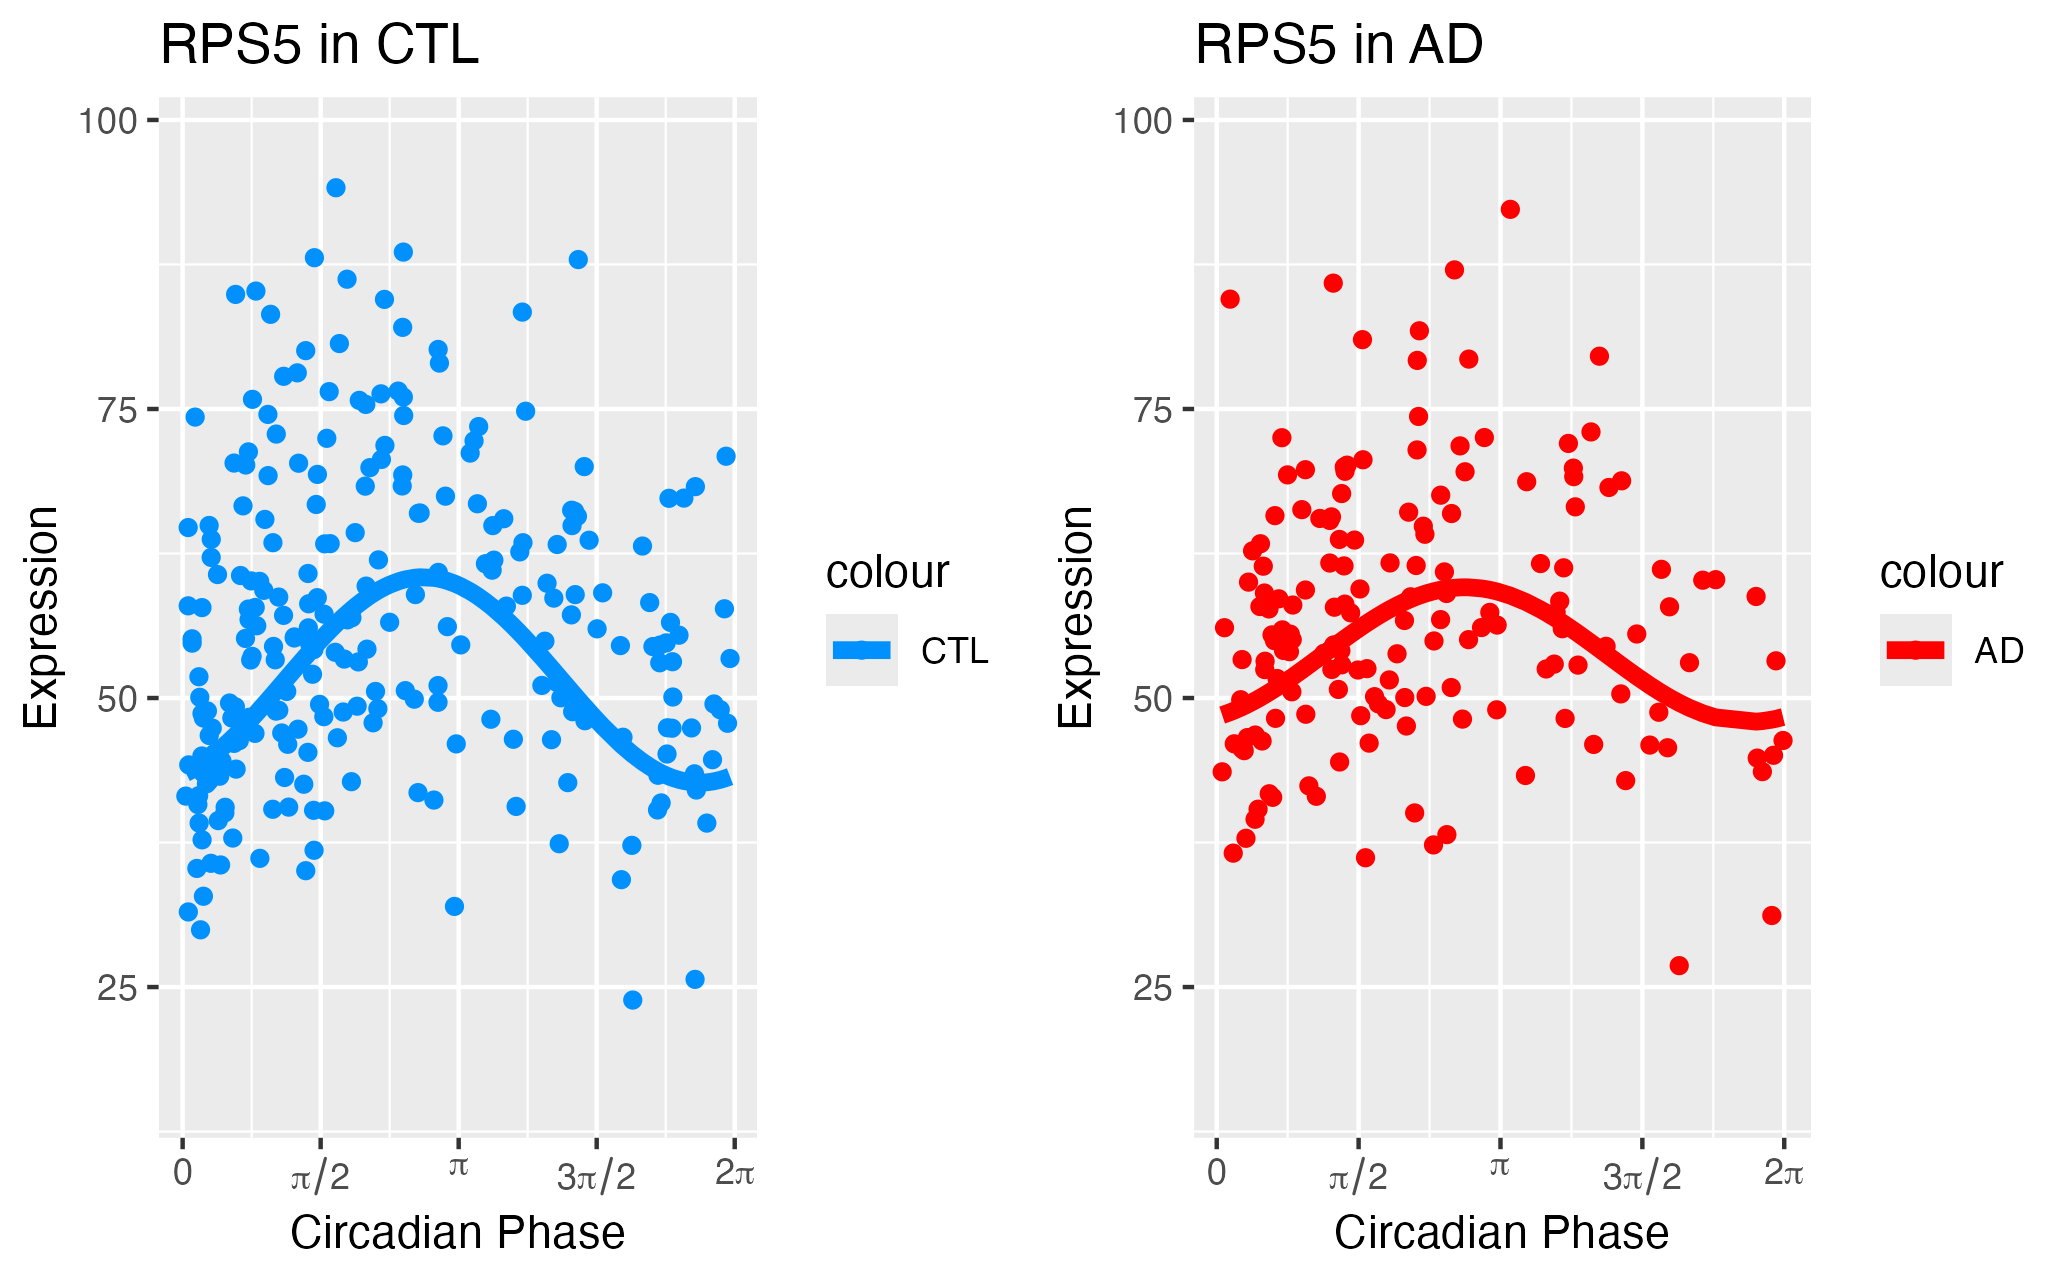 RPS5 in CTL
100
75
50
25
Expression
0 π/2 π 3π/2 2π
Circadian Phase
colour
CTL
RPS5 in AD
100
75
50
25
Expression
0 π/2 π 3π/2 2π
Circadian Phase
colour
AD